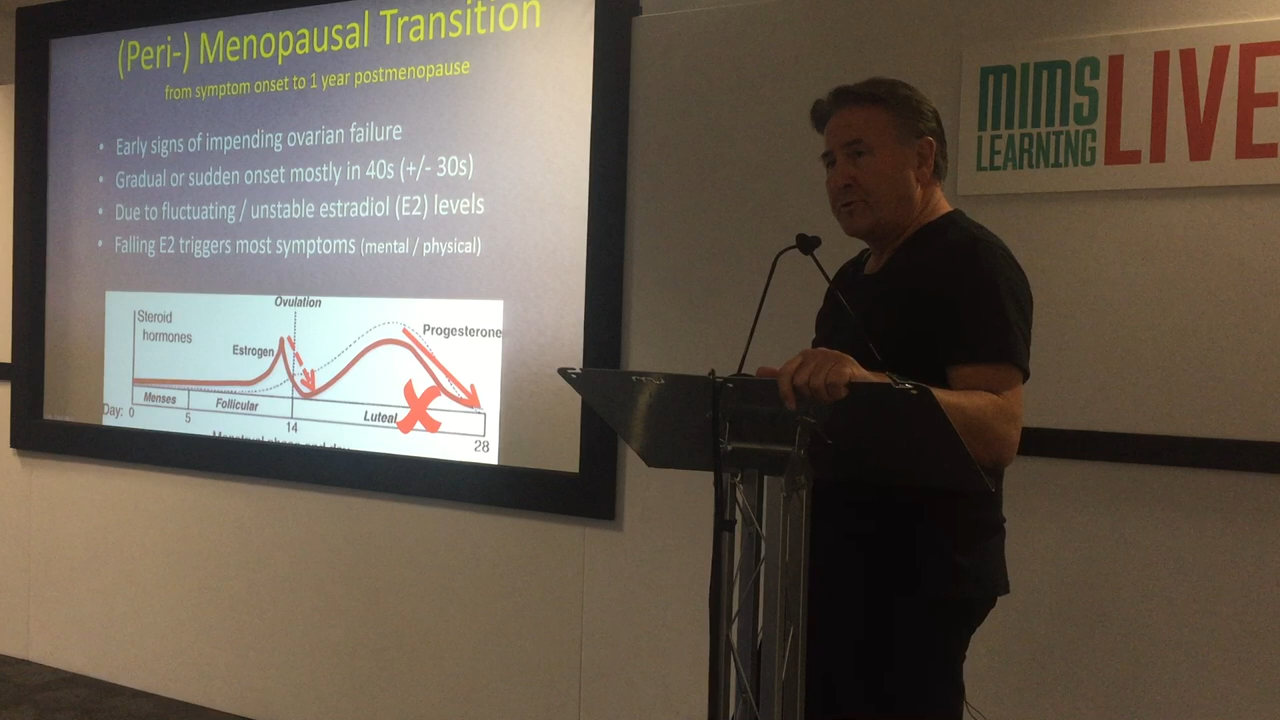 (Peri-) Menopausal Transition
from symptom onset to 1 year postmenopause
• Early signs of impending ovarian failure
• Gradual or sudden onset mostly in 40s (+/- 30s)
• Due to fluctuating / unstable estradiol (E2) levels
• Falling E2 triggers most symptoms (mental / physical)
Ovulation
Steroid
hormones
Progesterone
Estrogen
Menses
Follicular
Luteal
Day: 0
5
14
28
MIMS
LEARNING
LIVE